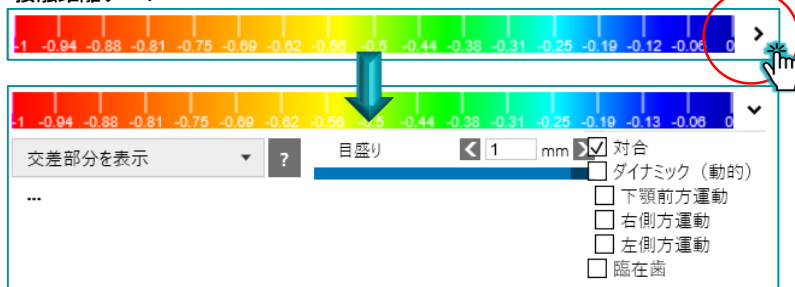 -1 -0.94 -0.88 -0.81 -0.75 -0.69 -0.62 -0.56 -0.5 -0.44 -0.38 -0.31 -0.25 -0.19 -0.12 -0.06 0
-1 -0.94 -0.88 -0.81 -0.75 -0.69 -0.62 -0.56 -0.5 -0.44 -0.38 -0.31 -0.25 -0.19 -0.13 -0.06 0
交差部分を表示 ? 目盛り 1 mm 対合
ダイナミック（動的）
...
下顎前方運動
右側方運動
左側方運動
臨在歯